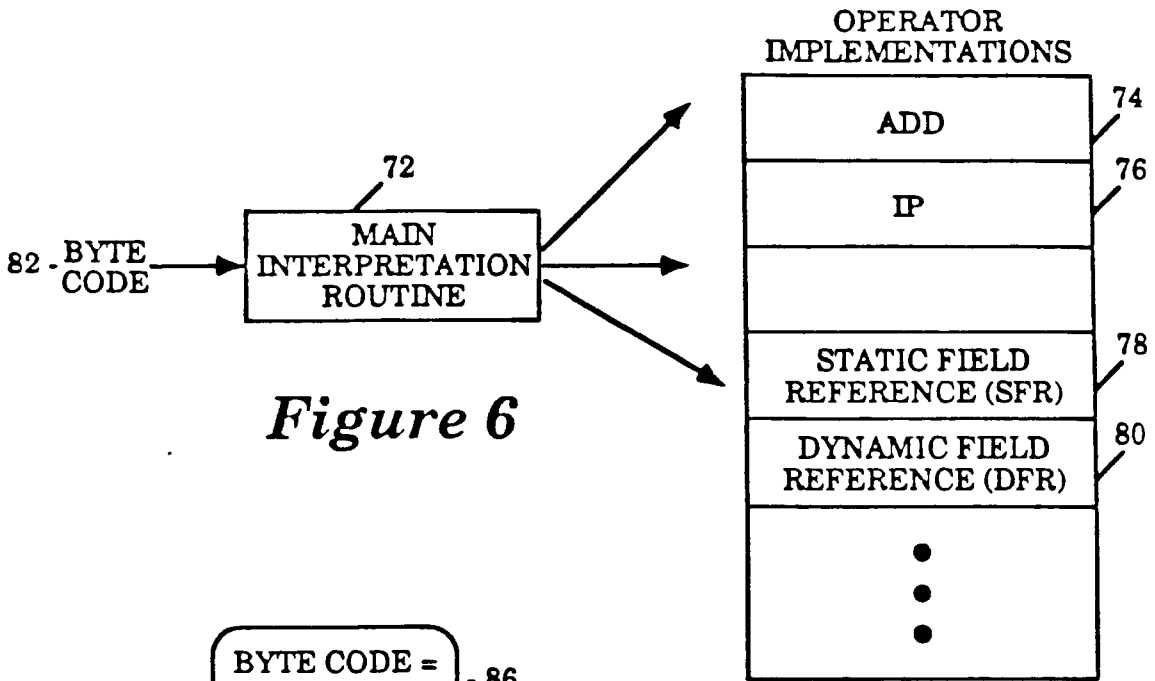 OPERATOR
IMPLEMENTATIONS
ADD
74
IP
76
72
MAIN
INTERPRETATION
ROUTINE
82 - BYTE
CODE
STATIC FIELD
REFERENCE (SFR)
78
DYNAMIC FIELD
REFERENCE (DFR)
80
Figure 6
BYTE CODE =
- 86